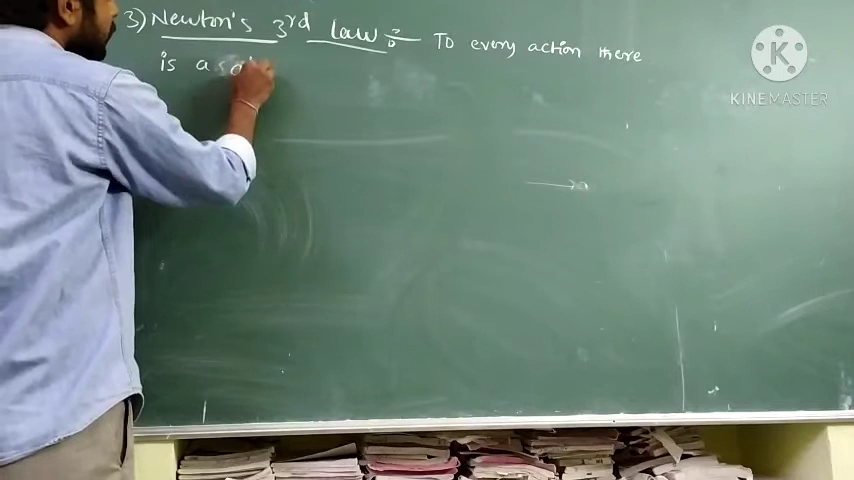 3) Newton's 3rd law :- To every action there
is a
KINEMASTER